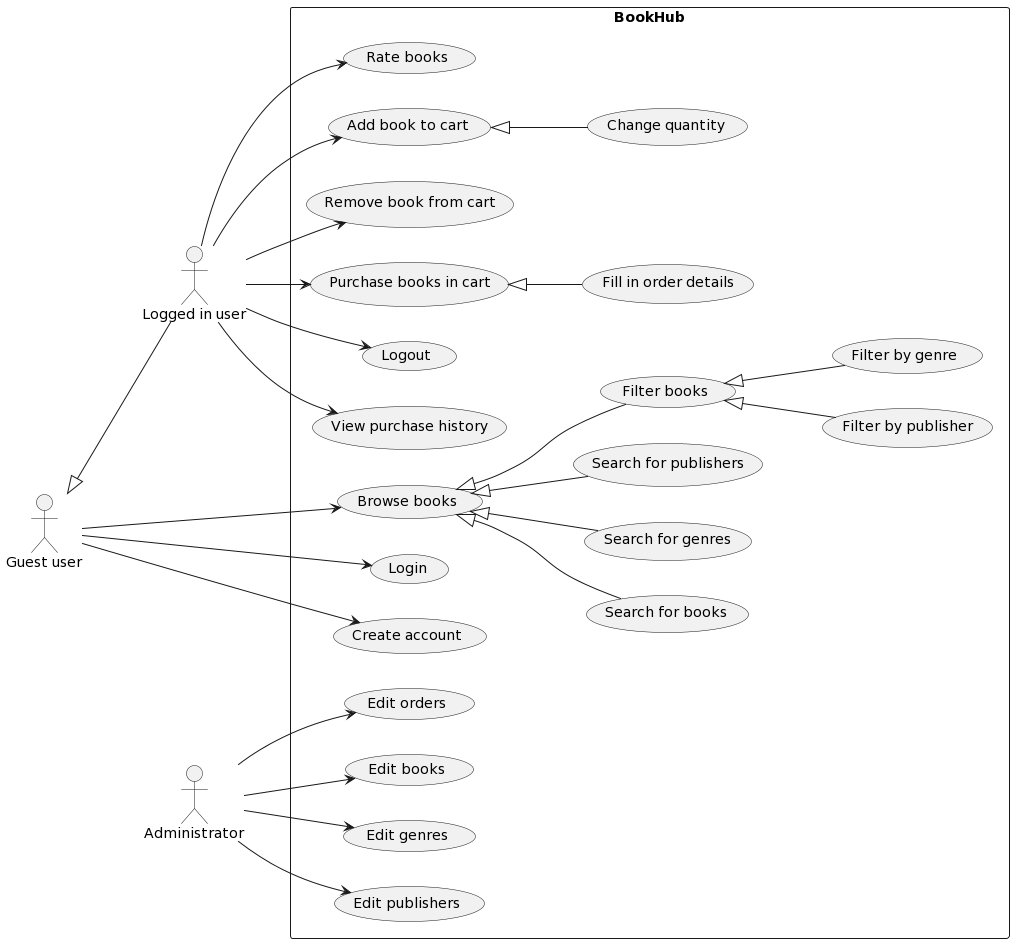 BookHub
Rate books
Add book to cart
Change quantity
Remove book from cart
Purchase books in cart
Fill in order details
Logged in user
Logout
Filter by genre
Filter books
View purchase history
Filter by publisher
Search for publishers
Browse books
Search for genres
Guest user
Login
Search for books
Create account
Edit orders
Edit books
Administrator
Edit genres
Edit publishers